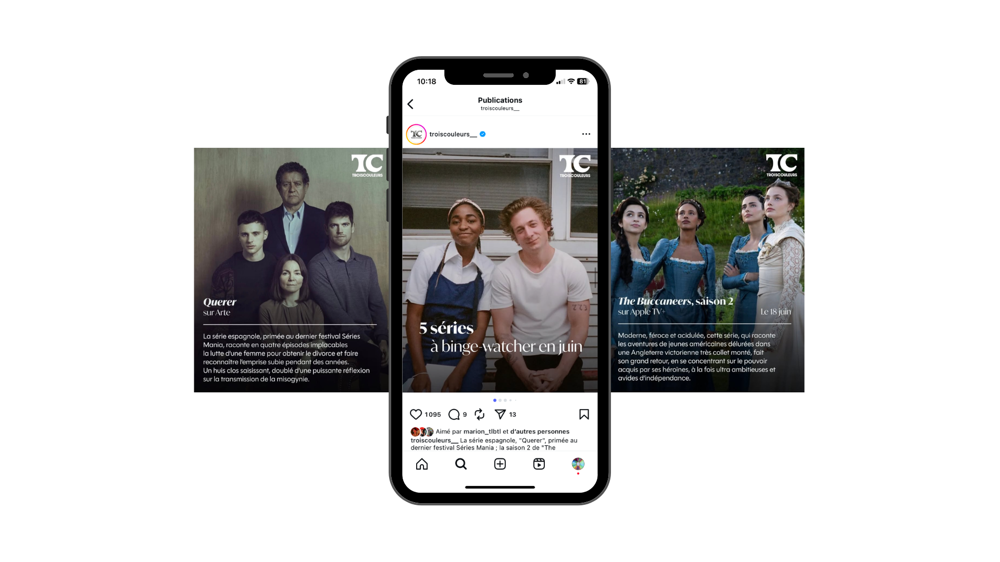 10:18
81
Publications
troiscouleurs__
TC
troiscouleurs__
TC
TROISCOULEURS
Querer
sur Arte
La série espagnole, primée au dernier festival Séries
Mania, raconte en quatre épisodes implacables
la lutte d'une femme pour obtenir le divorce et faire
reconnaître l'emprise subie pendant des années.
Un huis clos saisissant, doublé d'une puissante réflexion
sur la transmission de la misogynie.
TC
TROISCOULEURS
5 séries
à binge-watcher en juin
TC
TROISCOULEURS
The Buccaneers, saison 2
sur Apple TV+
Le 18 juin
Moderne, féroce et acidulée, cette série, qui raconte
les aventures de jeunes américaines délurées dans
une Angleterre victorienne très collet monté, fait
son grand retour, en se concentrant sur le pouvoir
acquis par ses héroïnes, à la fois ultra ambitieuses et
avides d'indépendance.
1 095
9
13
Aimé par marion_tlbtl et d'autres personnes
troiscouleurs__ La série espagnole, "Querer", primée au
dernier festival Séries Mania ; la saison 2 de "The